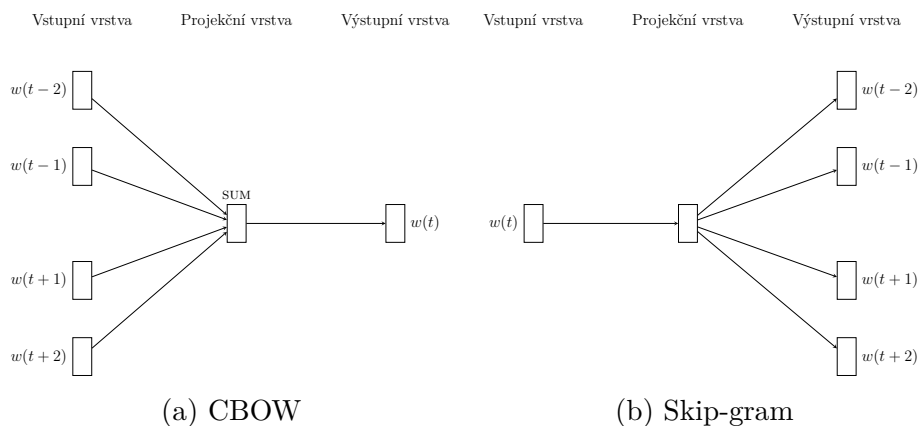 Vstupní vrstva Projekční vrstva Výstupní vrstva Vstupní vrstva Projekční vrstva Výstupní vrstva
w(t − 2) w(t − 2)
w(t − 1) w(t − 1)
SUM
w(t) w(t)
w(t + 1) w(t + 1)
w(t + 2) w(t + 2)
(a) CBOW (b) Skip-gram